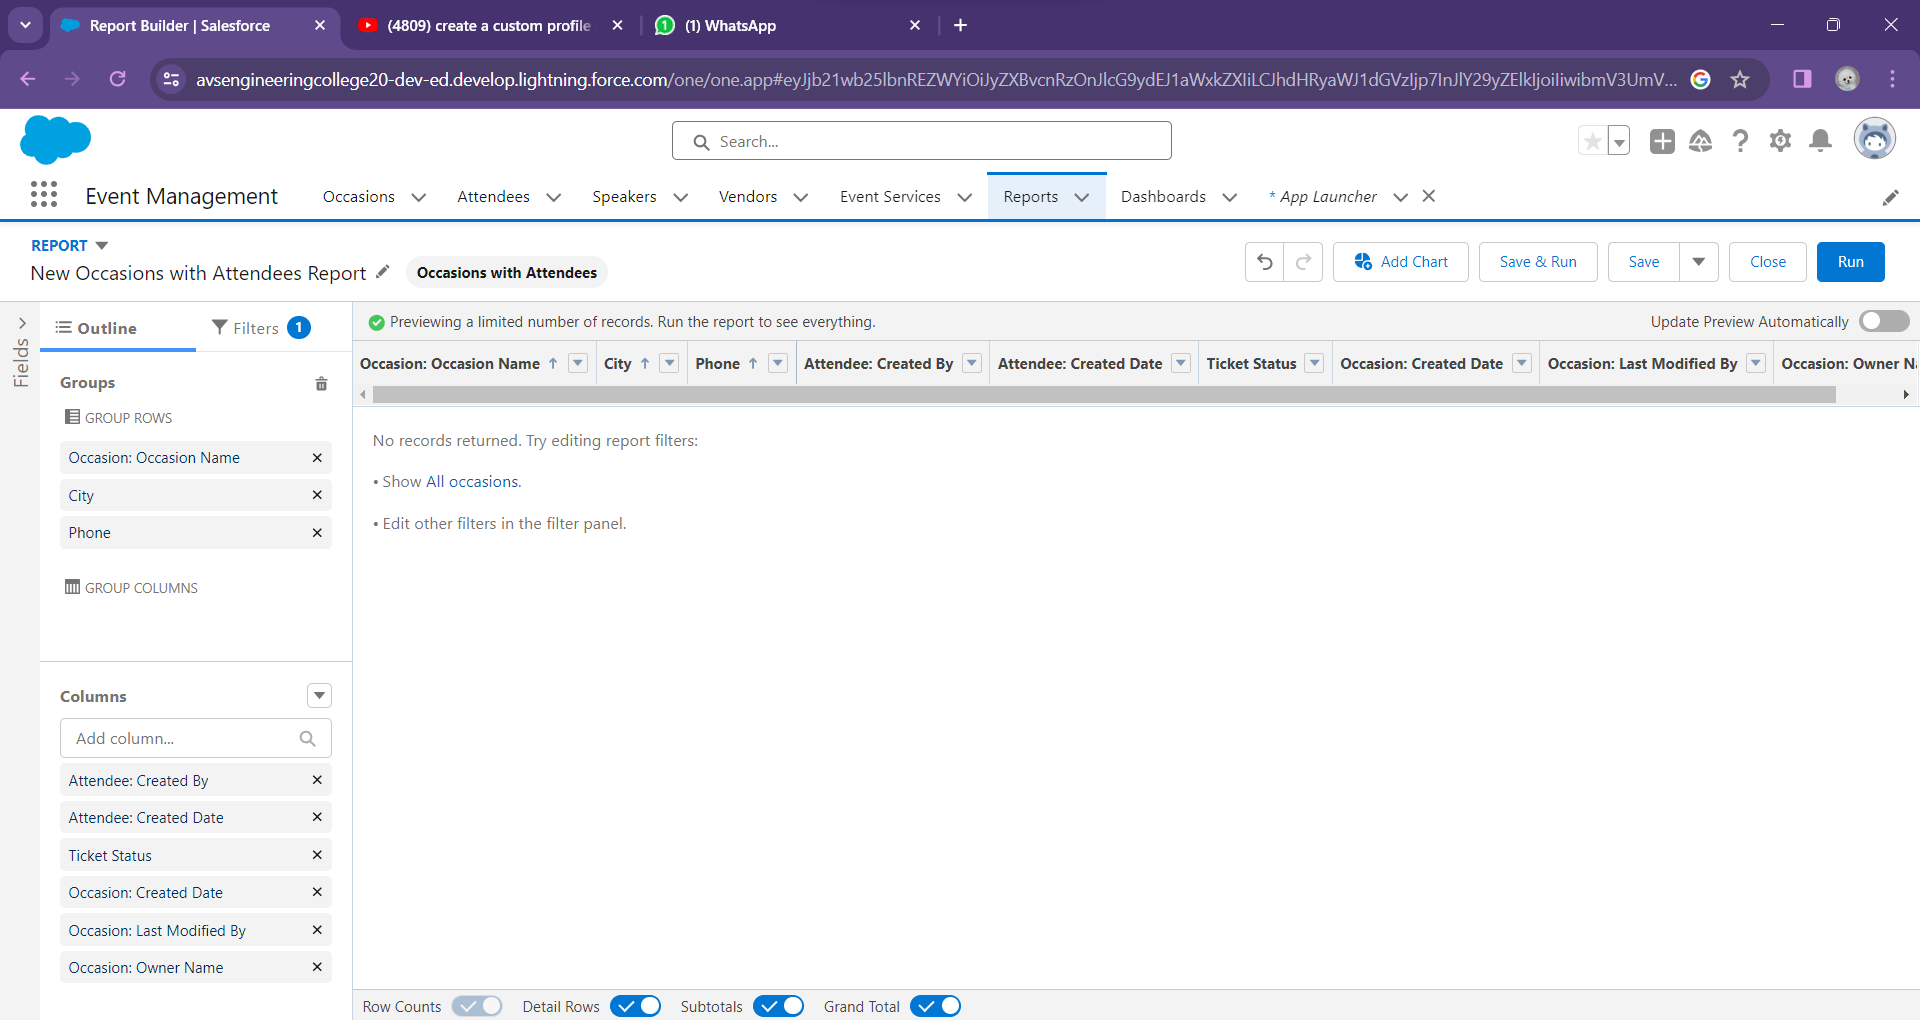 Report Builder | Salesforce
(4809) create a custom profile
1
(1) WhatsApp
avsengineeringcollege20-dev-ed.develop.lightning.force.com/one/one.app#
Search...
Event Management
Occasions
Attendees
Speakers
Vendors
Event Services
Reports
Dashboards
* App Launcher
REPORT
New Occasions with Attendees Report
Occasions with Attendees
Add Chart
Save & Run
Save
Close
Run
Fields
Outline
Filters
1
Groups
GROUP ROWS
Occasion: Occasion Name
City
Phone
GROUP COLUMNS
Columns
Add column...
Attendee: Created By
Attendee: Created Date
Ticket Status
Occasion: Created Date
Occasion: Last Modified By
Occasion: Owner Name
Previewing a limited number of records. Run the report to see everything.
Update Preview Automatically
Occasion: Occasion Name
City
Phone
Attendee: Created By
Attendee: Created Date
Ticket Status
Occasion: Created Date
Occasion: Last Modified By
Occasion: Owner
No records returned. Try editing report filters:
• Show All occasions.
• Edit other filters in the filter panel.
Row Counts
Detail Rows
Subtotals
Grand Total